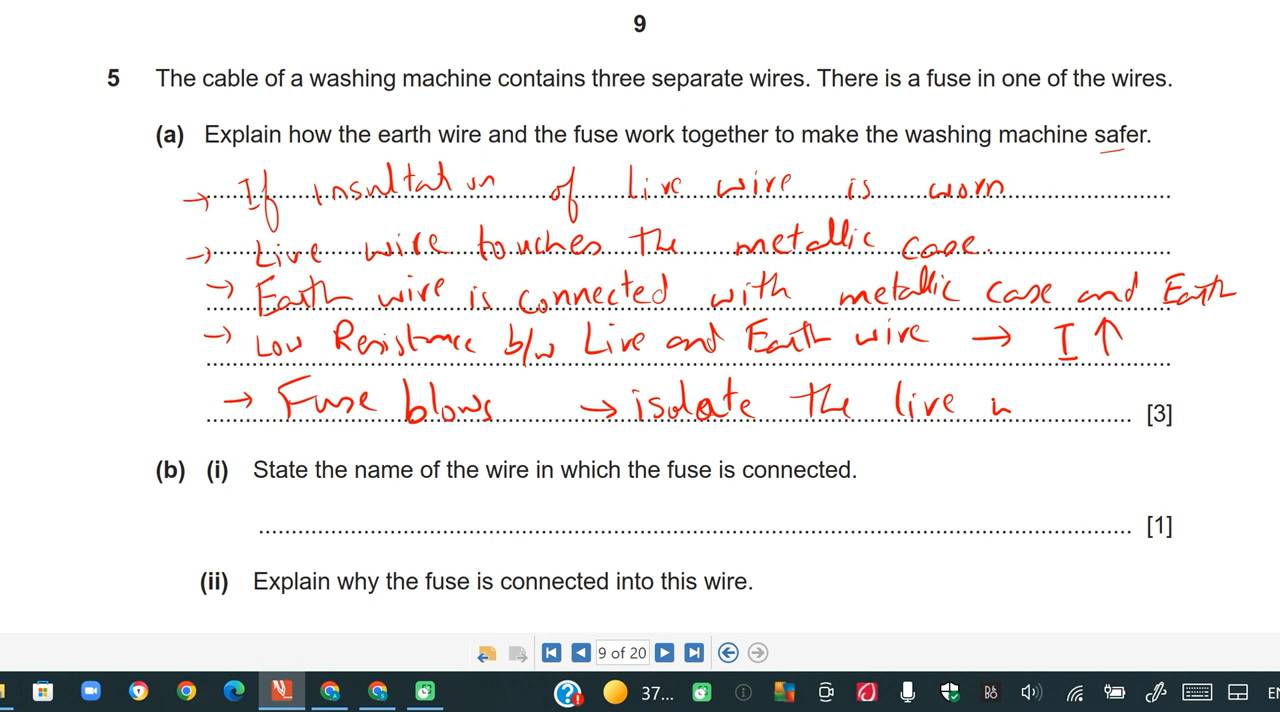 9
5 The cable of a washing machine contains three separate wires. There is a fuse in one of the wires.
(a) Explain how the earth wire and the fuse work together to make the washing machine safer.
→ If insultation of Live wire is worn
→ Live wire touches the metallic case.
→ Earth wire is connected with metallic case and Earth
→ Low Resistance b/w Live and Earth wire → I ↑
→ Fuse blows → isolate the live
[3]
(b) (i) State the name of the wire in which the fuse is connected.
[1]
(ii) Explain why the fuse is connected into this wire.
9 of 20
37...
EN